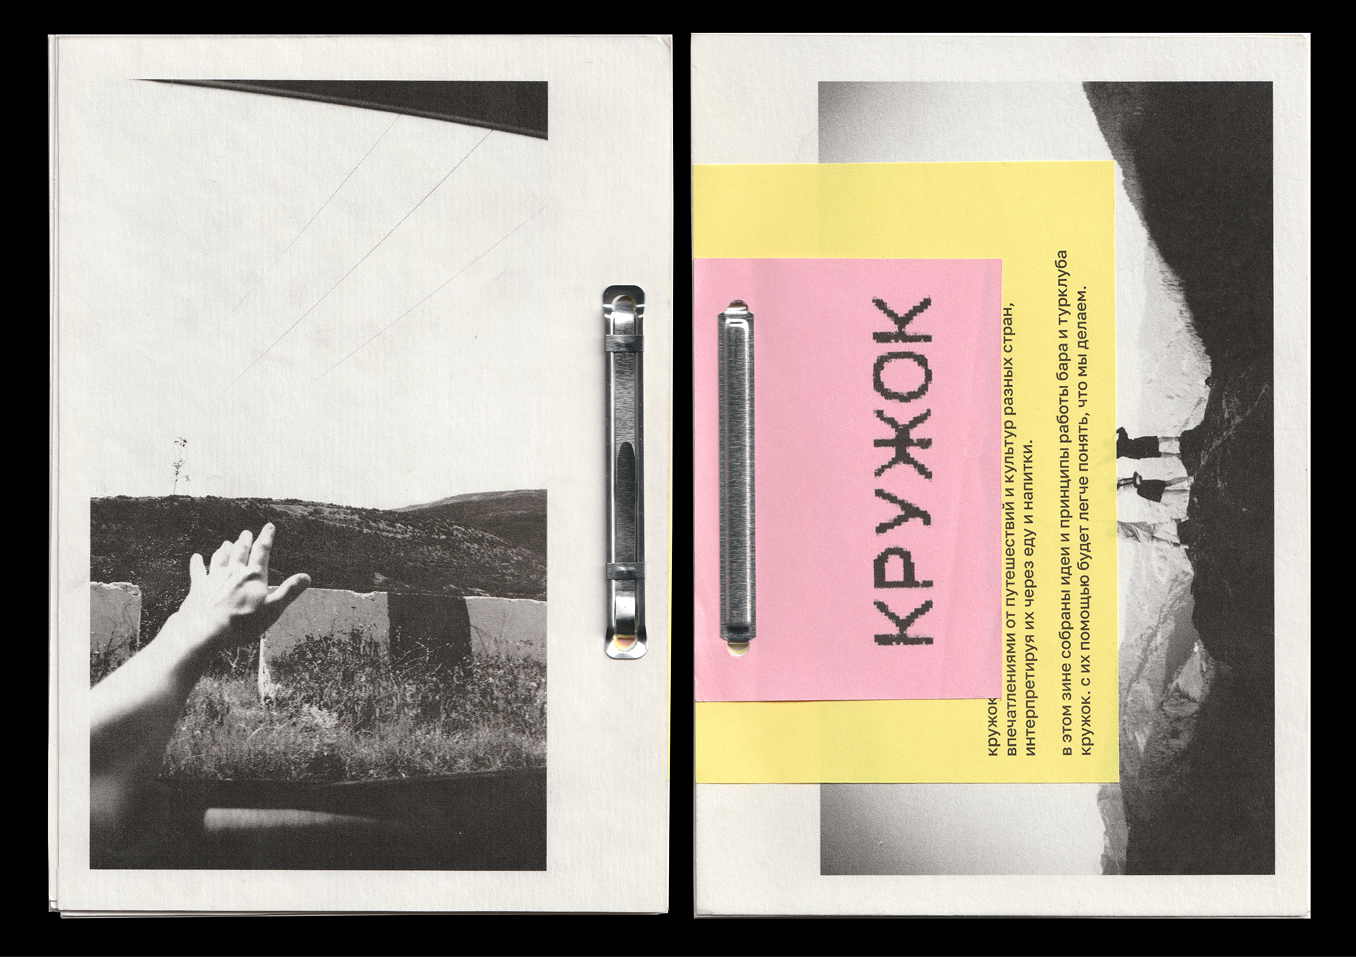 КРУЖОК
кружок
впечатлениями от путешествий и культур разных стран,
интерпретируя их через еду и напитки.
в этом зине собраны идеи и принципы работы бара и турклуба
кружок. с их помощью будет легче понять, что мы делаем.